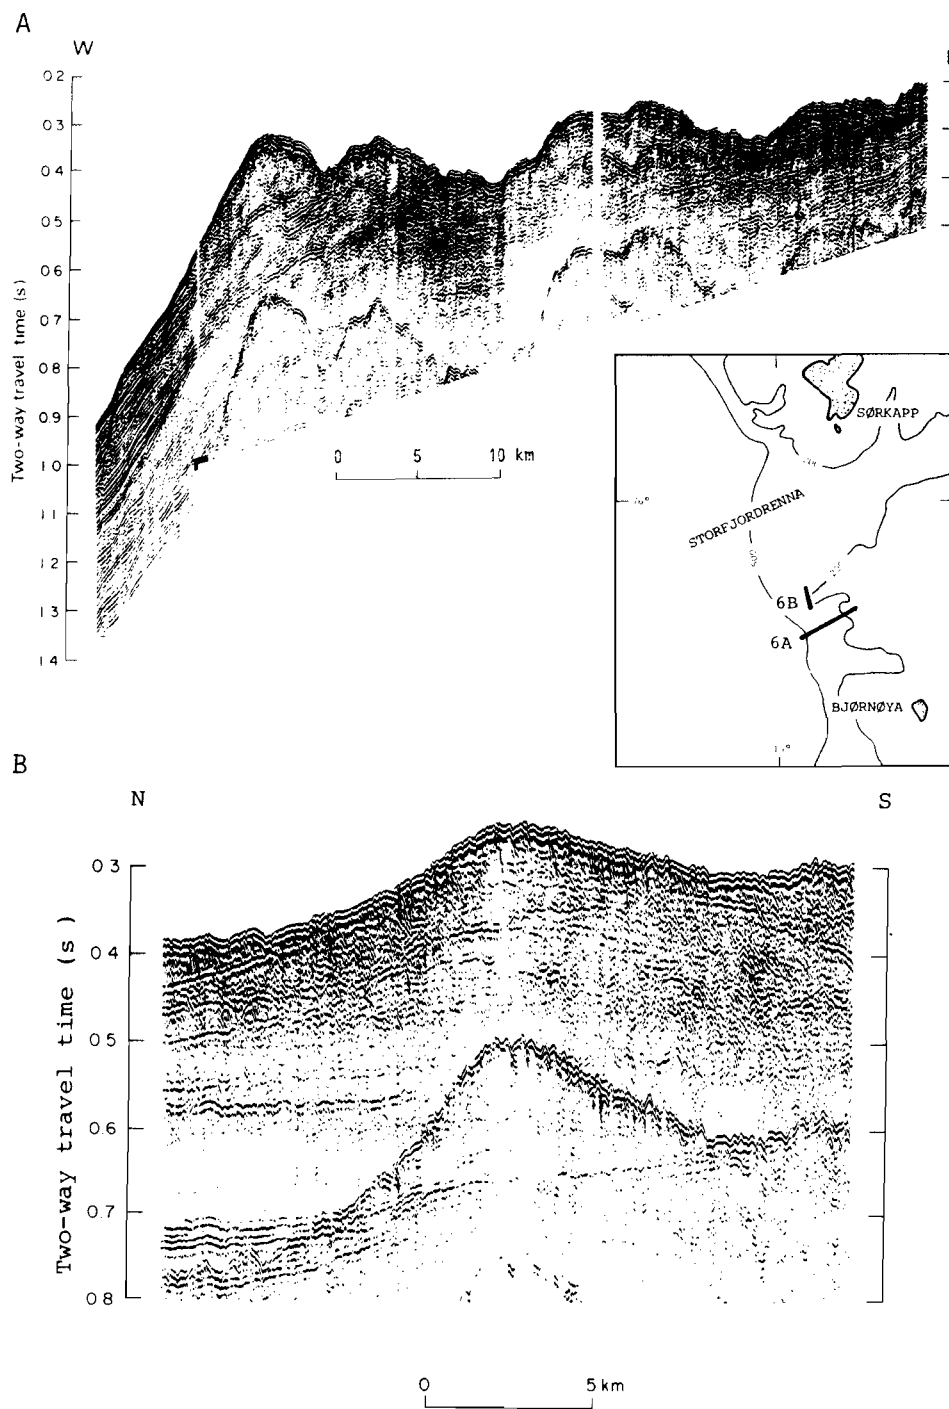 A
W
0 2
0 3
0 4
0 5
0 6
0 7
0 8
0 9
1 0
1 1
1 2
1 3
1 4
Two-way travel time (s)
0 5 10 km
SØRKAPP
STORFJORDRENNA
6B
6A
BJØRNØYA
B
N S
0 3
0 4
0 5
0 6
0 7
0 8
Two-way travel time (s)
0 5 km